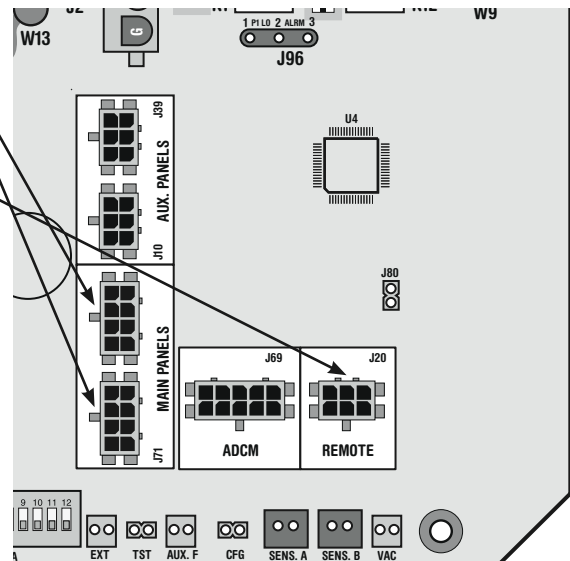 J2
W13
G
W9
1 P1 LO 2 ALRM 3
J96
J39
AUX. PANELS
J10
U4
J80
MAIN PANELS
J71
J69
ADCM
J20
REMOTE
9 10 11 12
EXT
TST
AUX. F
CFG
SENS. A
SENS. B
VAC